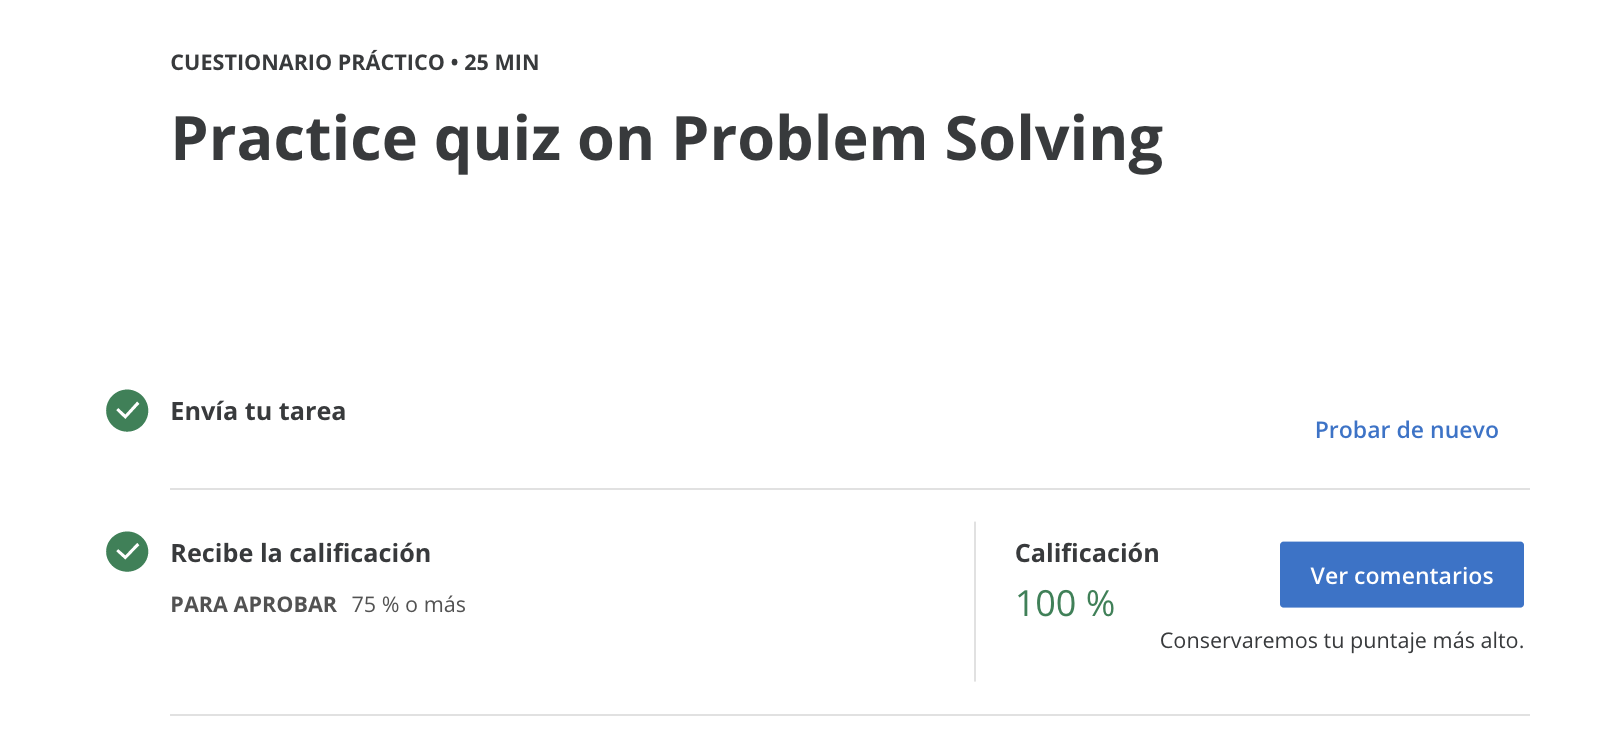 CUESTIONARIO PRÁCTICO • 25 MIN
Practice quiz on Problem Solving
Envía tu tarea
Probar de nuevo
Recibe la calificación
PARA APROBAR 75 % o más
Calificación
100 %
Ver comentarios
Conservaremos tu puntaje más alto.